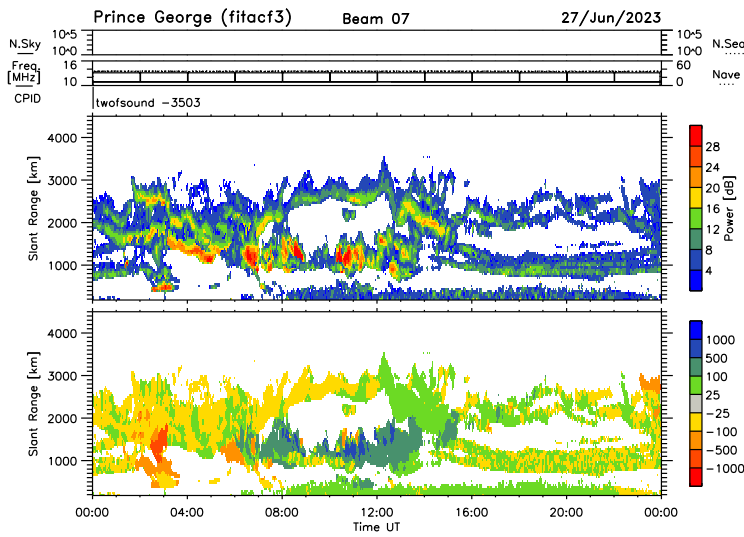 Prince George (fitacf3) Beam 07 27/Jun/2023
N.Sky 10^5 10^0 10^5 10^0 N.Sea
Freq. [MHz] 16 10 60 0 Nave
CPID twofsound -3503
Slant Range [km] 4000 3000 2000 1000
28 24 20 16 12 8 4 Power [dB]
Slant Range [km] 4000 3000 2000 1000
1000 500 100 25 -25 -100 -500 -1000
00:00 04:00 08:00 12:00 16:00 20:00 00:00
Time UT